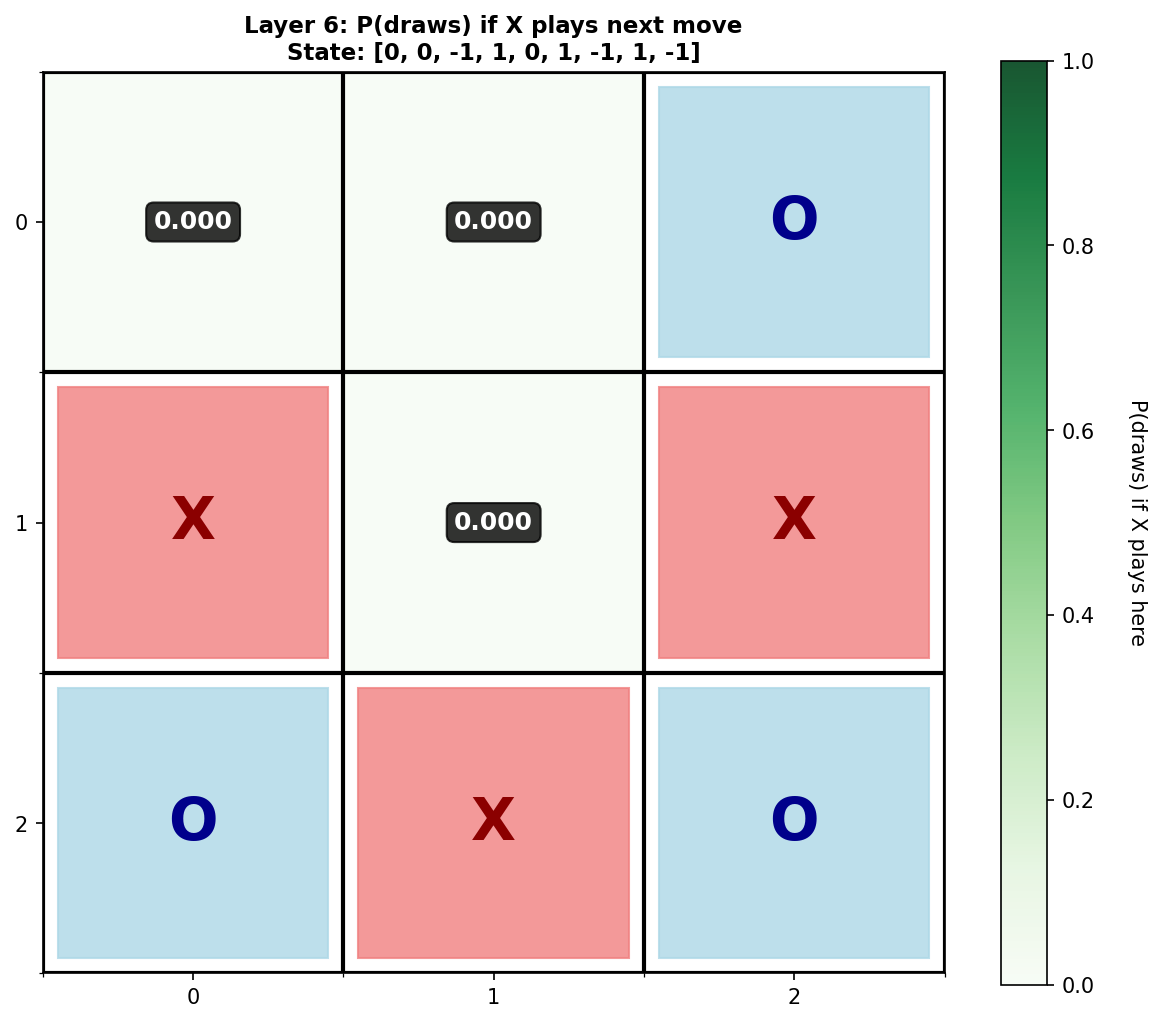 Layer 6: P(draws) if X plays next move
State: [0, 0, -1, 1, 0, 1, -1, 1, -1]
0
0.000
0.000
O
1
X
0.000
X
2
O
X
O
0
1
2
1.0
0.8
0.6
0.4
0.2
0.0
P(draws) if X plays here